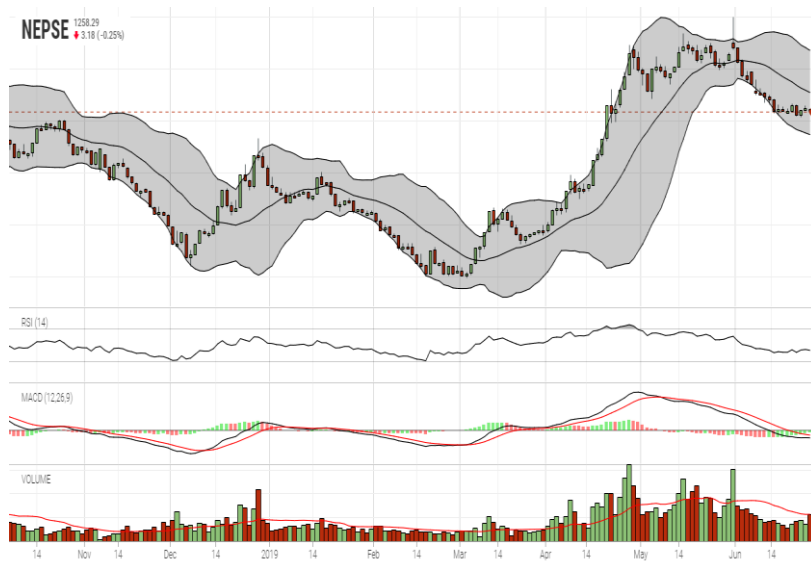 NEPSE 1258.29
3.18 (-0.25%)
RSI (14)
MACD (12,26,9)
VOLUME
14 Nov 14 Dec 14 2019 14 Feb 14 Mar 14 Apr 14 May 14 Jun 14